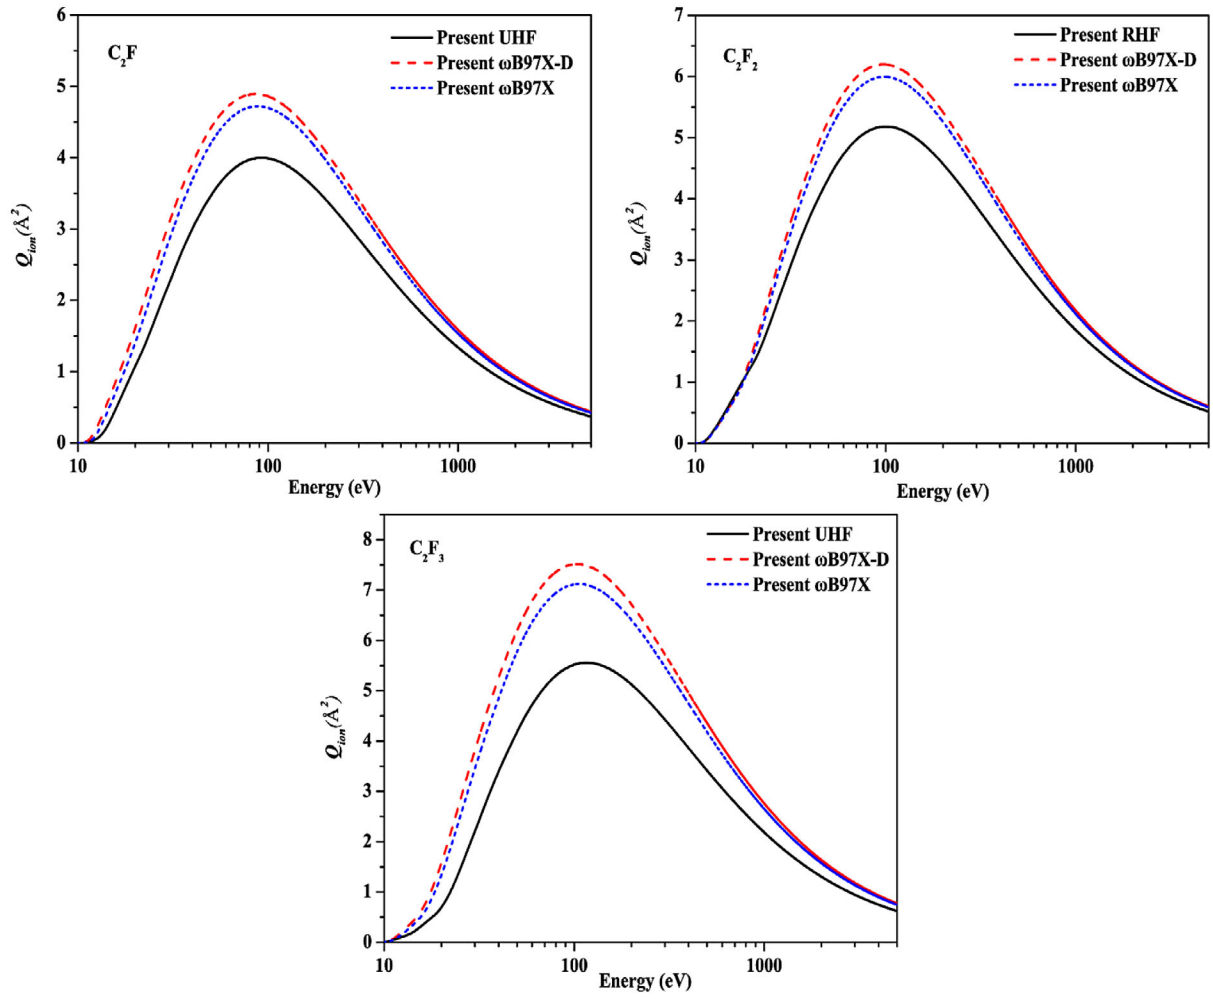 C₂F
Present UHF
Present ωB97X-D
Present ωB97X
6
5
4
3
2
1
0
Q_ion(Å²)
10
100
1000
Energy (eV)
C₂F₂
Present RHF
Present ωB97X-D
Present ωB97X
7
6
5
4
3
2
1
0
Q_ion(Å²)
10
100
1000
Energy (eV)
C₂F₃
Present UHF
Present ωB97X-D
Present ωB97X
8
7
6
5
4
3
2
1
0
Q_ion(Å²)
10
100
1000
Energy (eV)